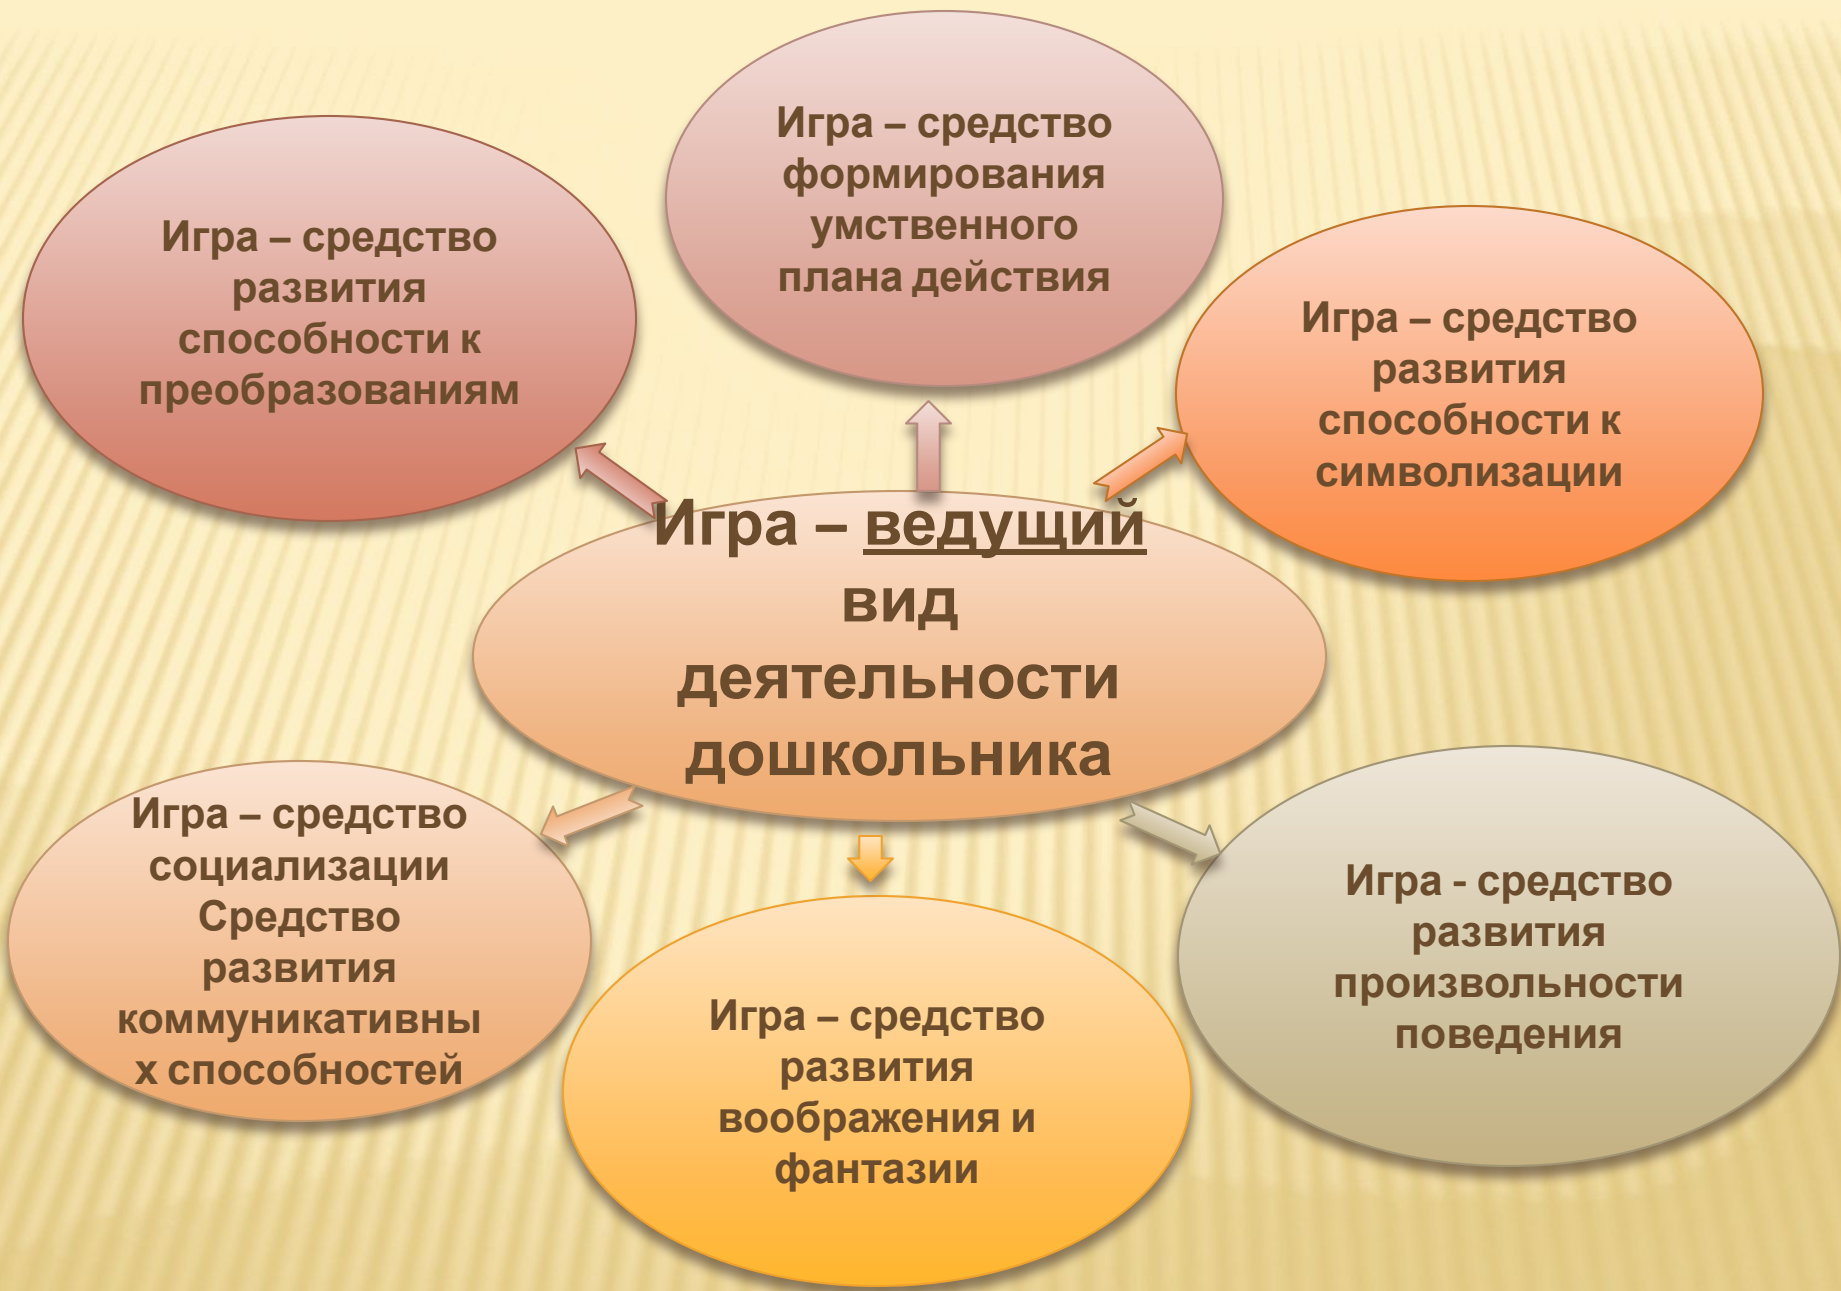 Игра – средство
формирования
умственного
плана действия
Игра – средство
развития
способности к
преобразованиям
Игра – средство
развития
способности к
символизации
Игра – ведущий
вид
деятельности
дошкольника
Игра – средство
социализации
Средство
развития
коммуникативны
х способностей
Игра – средство
развития
воображения и
фантазии
Игра - средство
развития
произвольности
поведения